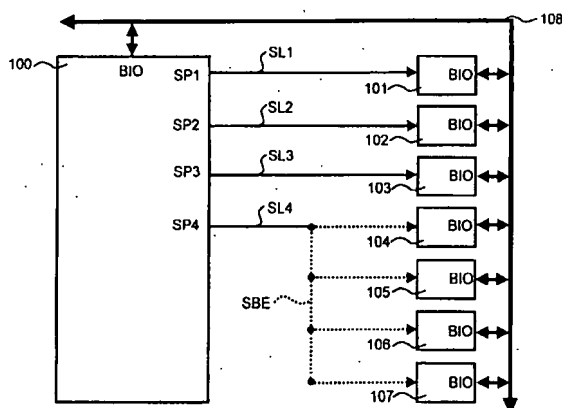 108
100
BIO
SP1
SL1
BIO
101
SP2
SL2
BIO
102
SP3
SL3
BIO
103
SP4
SL4
BIO
104
SBE
BIO
105
BIO
106
BIO
107